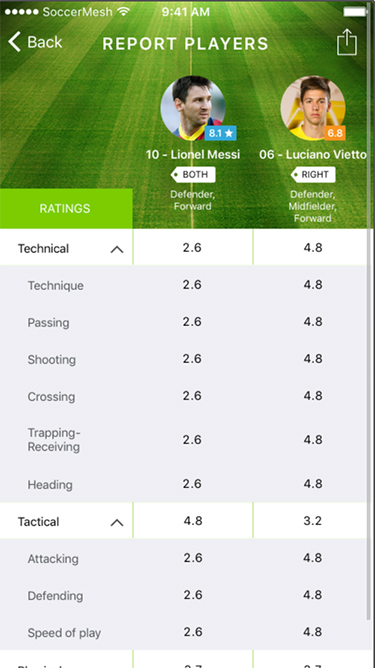 SoccerMesh 9:41 AM
Back REPORT PLAYERS
8.1 6.8
10 - Lionel Messi 06 - Luciano Vietto
BOTH RIGHT
Defender, Forward Defender, Midfielder, Forward
RATINGS
Technical 2.6 4.8
Technique 2.6 4.8
Passing 2.6 4.8
Shooting 2.6 4.8
Crossing 2.6 4.8
Trapping-Receiving 2.6 4.8
Heading 2.6 4.8
Tactical 4.8 3.2
Attacking 2.6 4.8
Defending 2.6 4.8
Speed of play 2.6 4.8